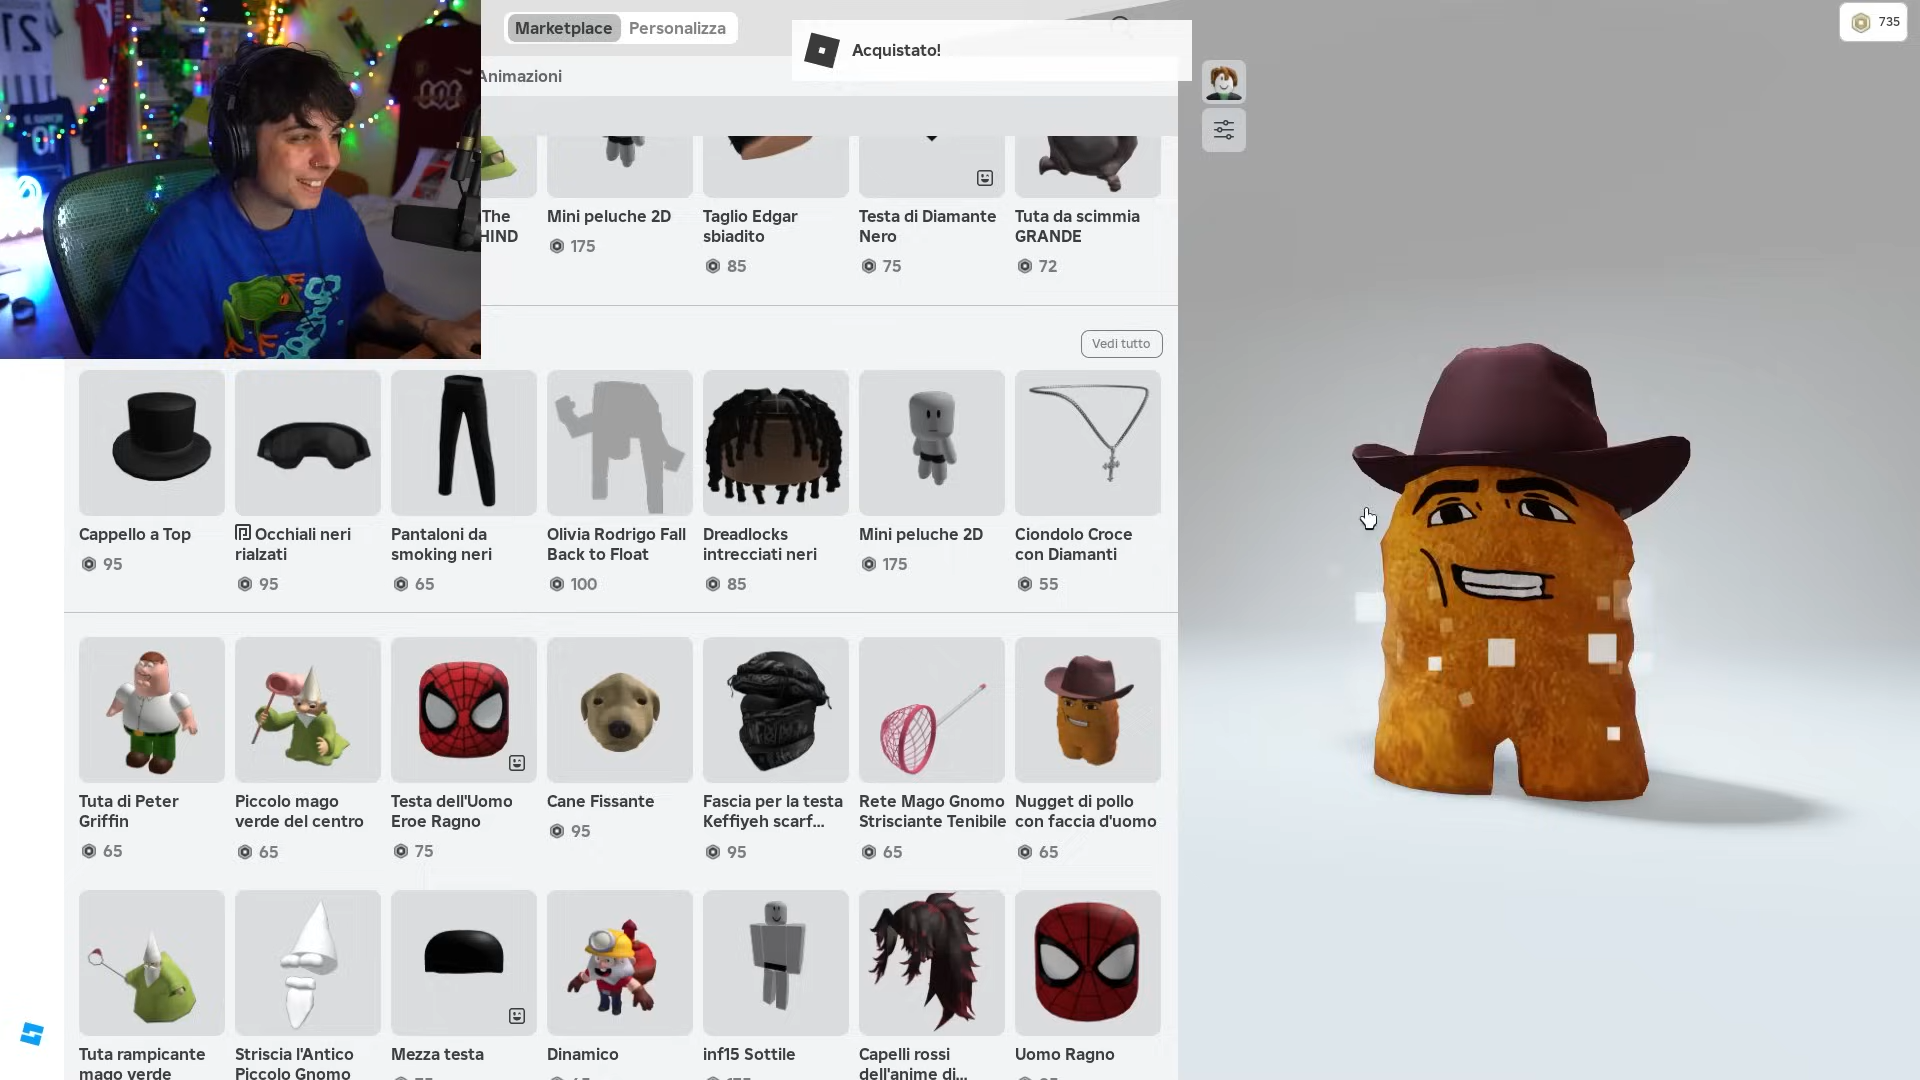 Marketplace
Personalizza
Acquistato!
735
Animazioni
The
HIND
Mini peluche 2D
175
Taglio Edgar
sbiadito
85
Testa di Diamante
Nero
75
Tuta da scimmia
GRANDE
72
Vedi tutto
Cappello a Top
95
Occhiali neri
rialzati
95
Pantaloni da
smoking neri
65
Olivia Rodrigo Fall
Back to Float
100
Dreadlocks
intrecciati neri
85
Mini peluche 2D
175
Ciondolo Croce
con Diamanti
55
Tuta di Peter
Griffin
65
Piccolo mago
verde del centro
65
Testa dell'Uomo
Eroe Ragno
75
Cane Fissante
95
Fascia per la testa
Keffiyeh scarf...
95
Rete Mago Gnomo
Strisciante Tenibile
65
Nugget di pollo
con faccia d'uomo
65
Tuta rampicante
mago verde
Striscia l'Antico
Piccolo Gnomo
Mezza testa
Dinamico
inf15 Sottile
Capelli rossi
dell'anime di...
Uomo Ragno